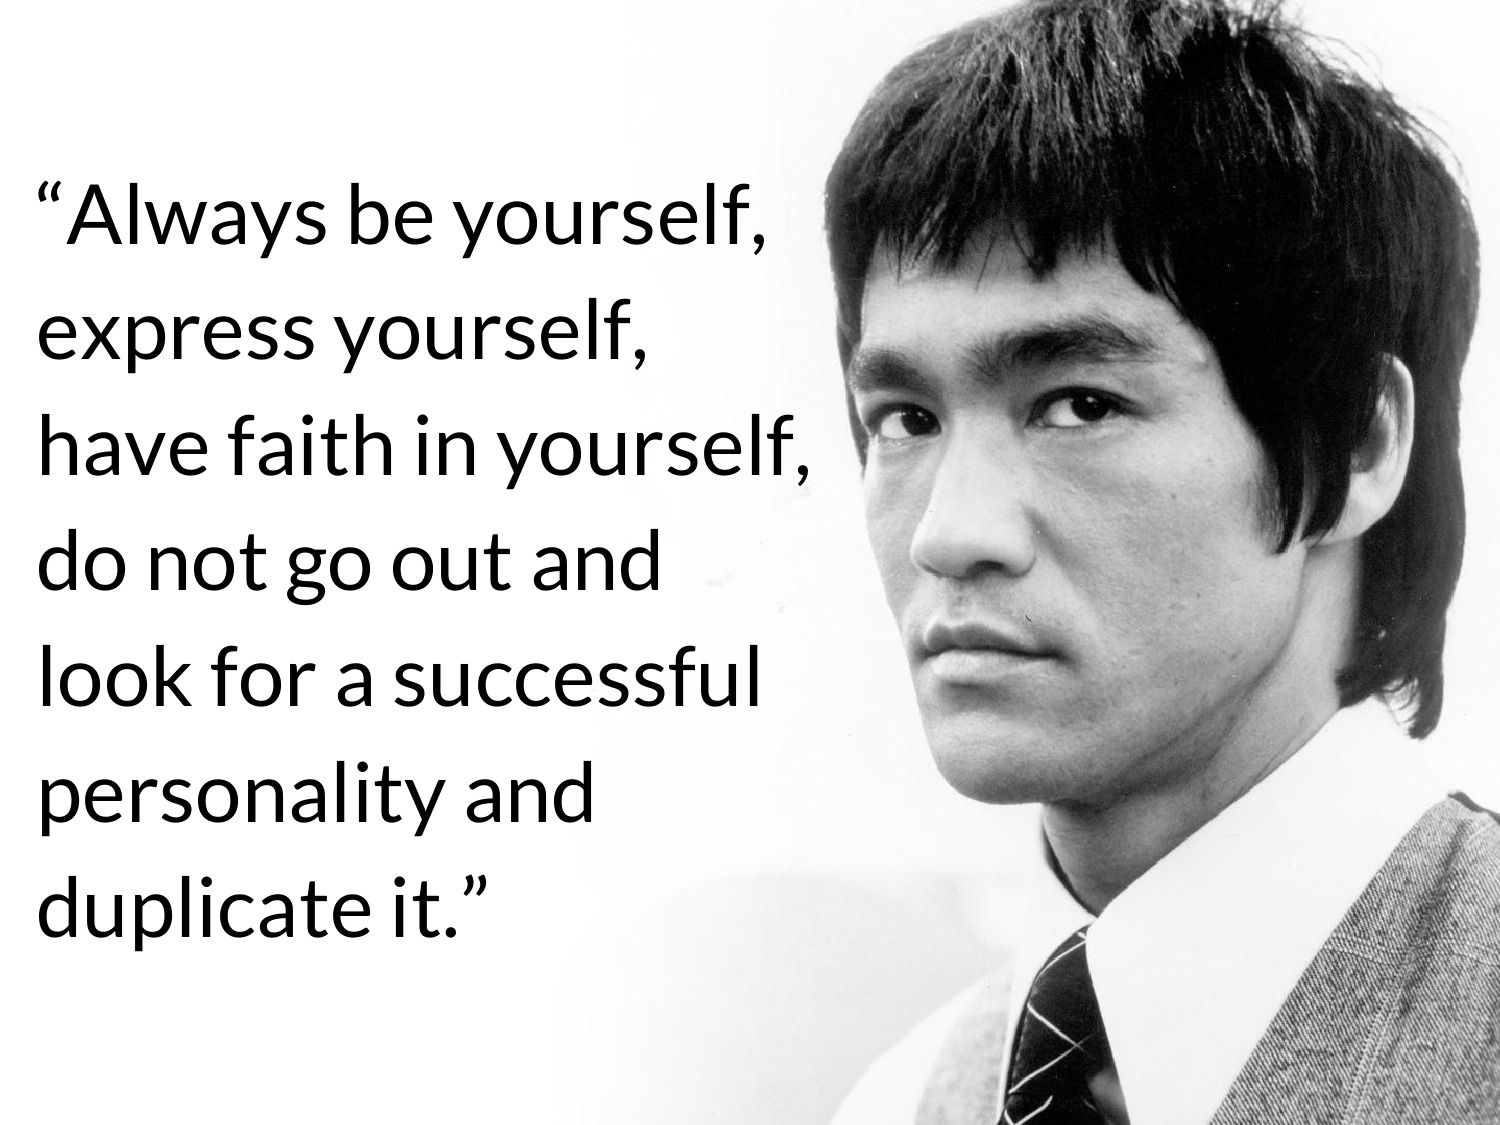 “Always be yourself,
express yourself,
have faith in yourself,
do not go out and
look for a successful
personality and
duplicate it.”